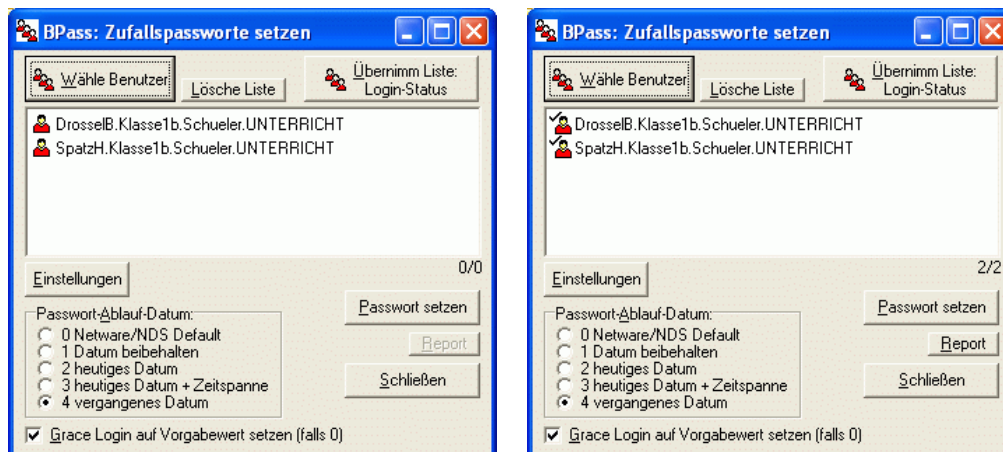 BPass: Zufallspassworte setzen
Wähle Benutzer
Lösche Liste
Übernimm Liste:
Login-Status
DrosselB.Klasse1b.Schueler.UNTERRICHT
SpatzH.Klasse1b.Schueler.UNTERRICHT
0/0
Einstellungen
Passwort-Ablauf-Datum:
0 Netware/NDS Default
1 Datum beibehalten
2 heutiges Datum
3 heutiges Datum + Zeitspanne
4 vergangenes Datum
Passwort setzen
Report
Schließen
Grace Login auf Vorgabewert setzen (falls 0)
BPass: Zufallspassworte setzen
Wähle Benutzer
Lösche Liste
Übernimm Liste:
Login-Status
DrosselB.Klasse1b.Schueler.UNTERRICHT
SpatzH.Klasse1b.Schueler.UNTERRICHT
2/2
Einstellungen
Passwort-Ablauf-Datum:
0 Netware/NDS Default
1 Datum beibehalten
2 heutiges Datum
3 heutiges Datum + Zeitspanne
4 vergangenes Datum
Passwort setzen
Report
Schließen
Grace Login auf Vorgabewert setzen (falls 0)